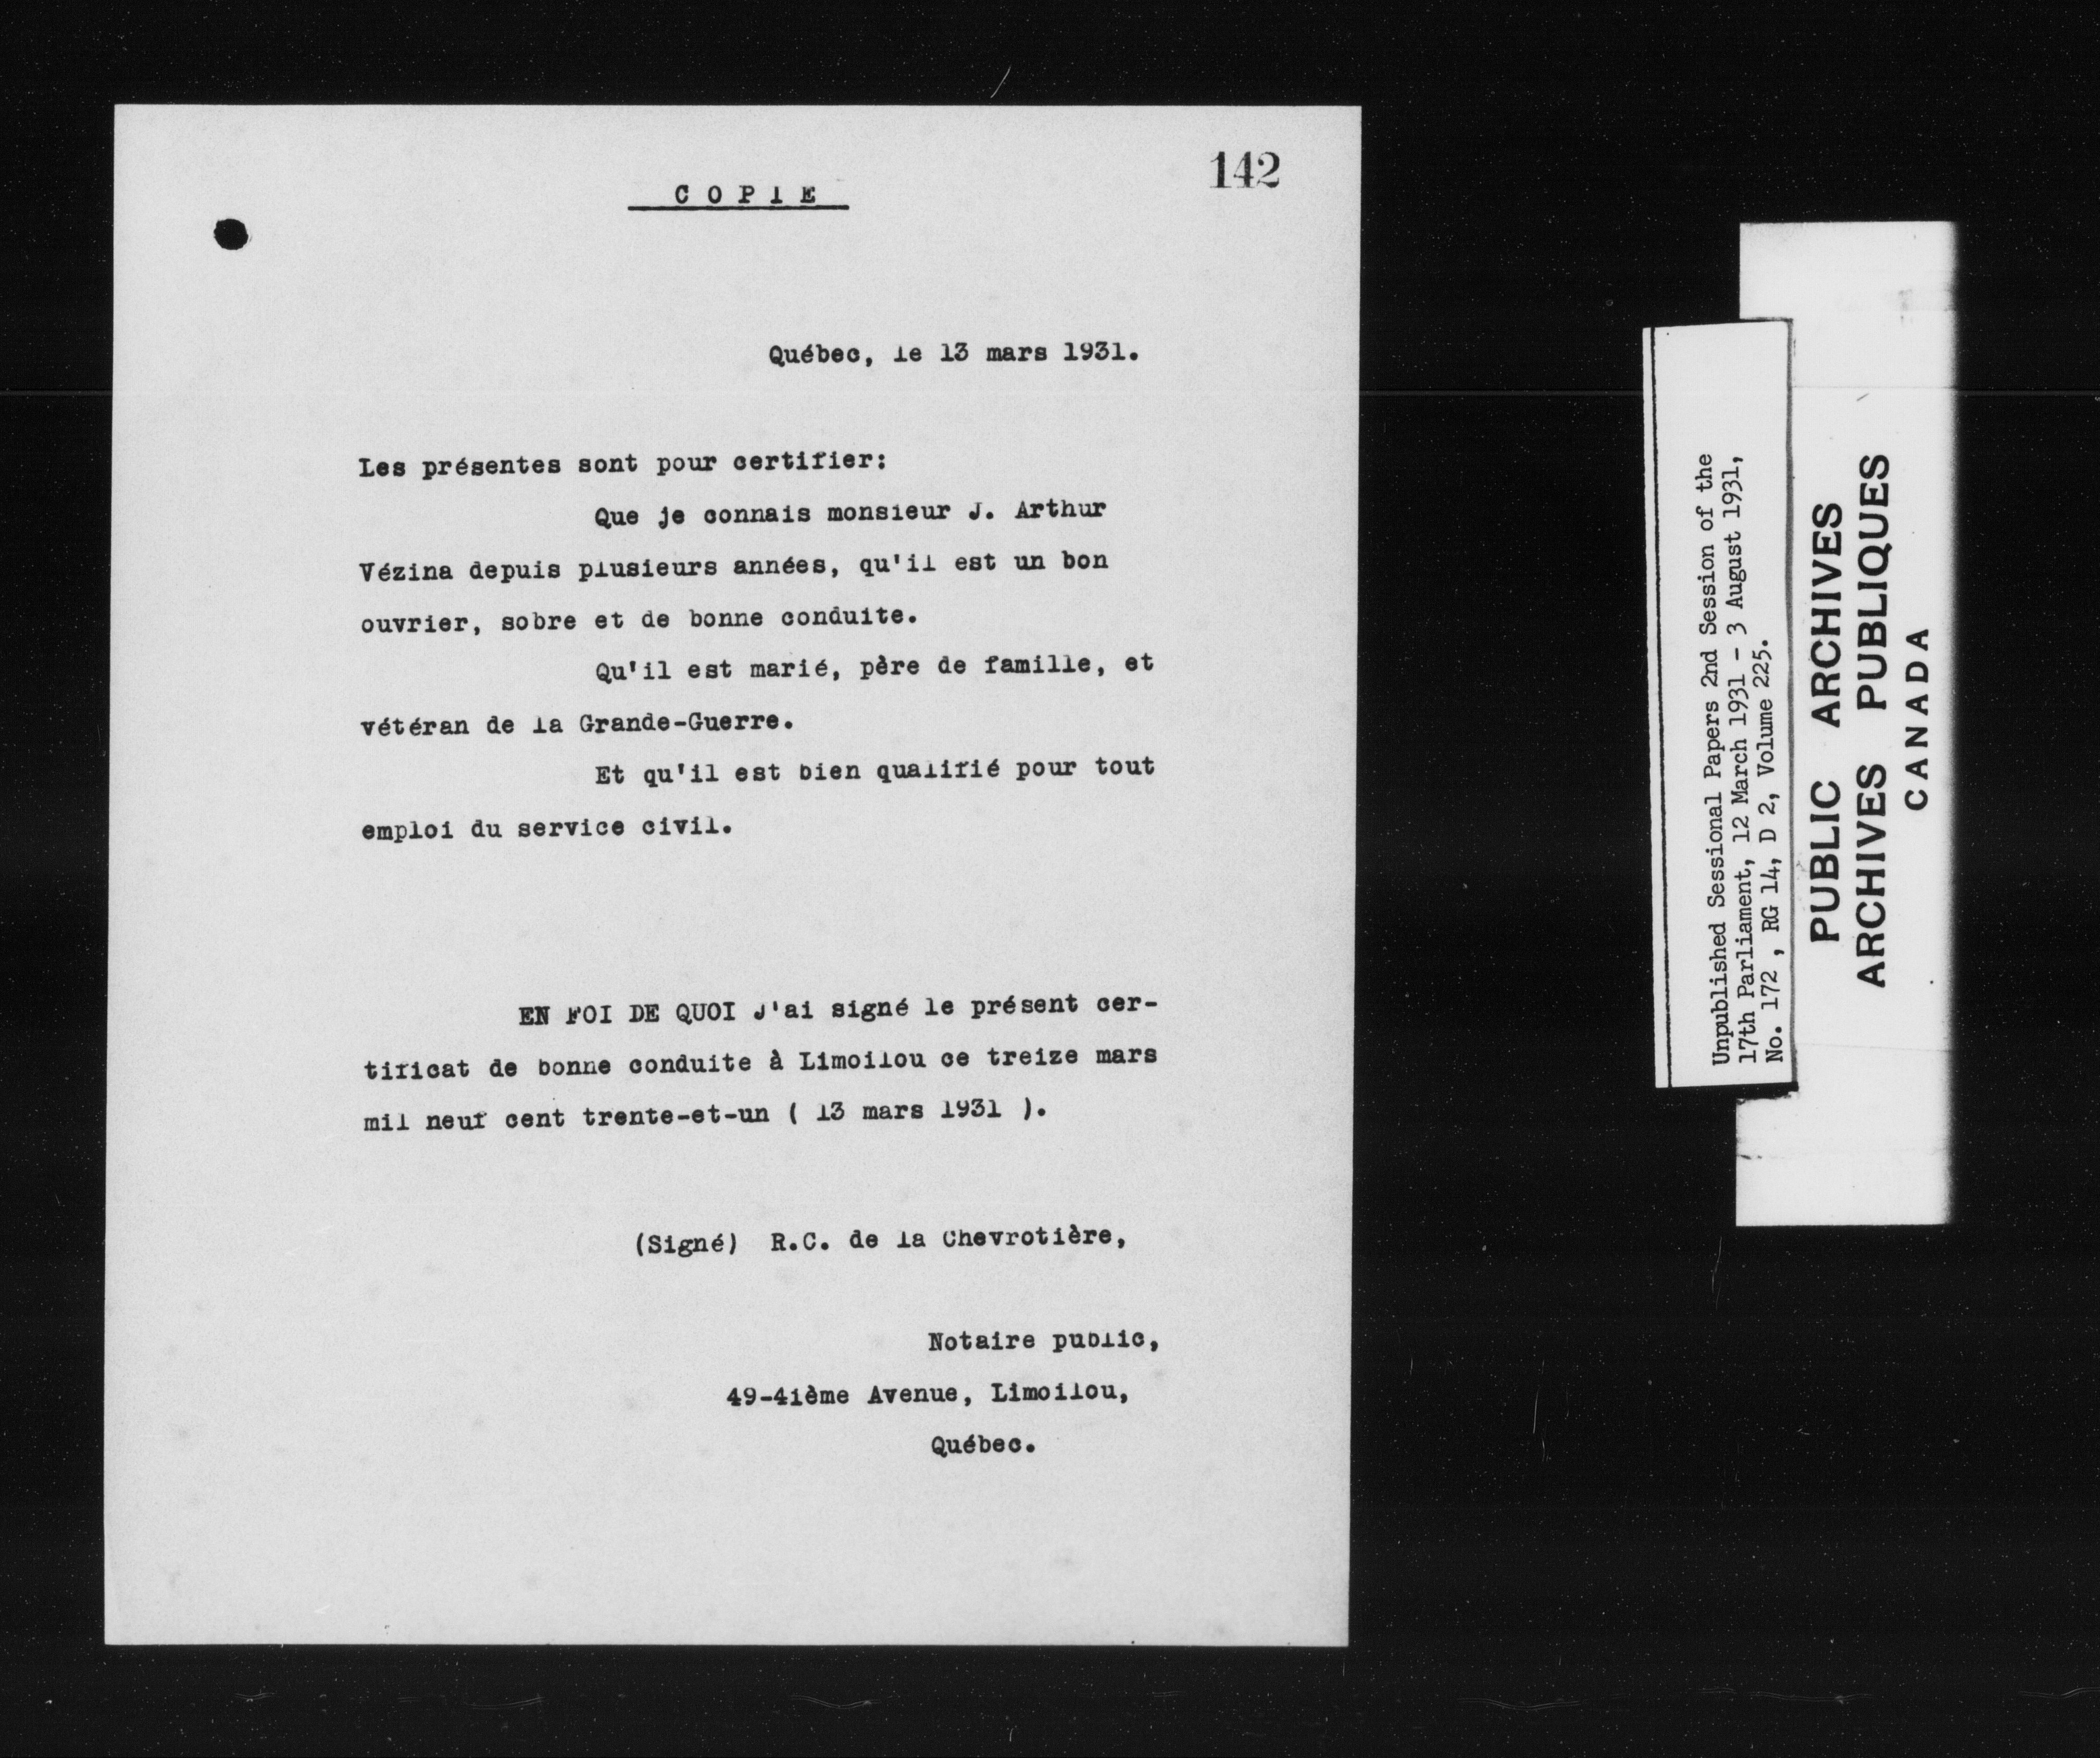 142
COPIE
Québec, le 13 mars 1931.
Les présentes sont pour certifier:
Que je connais monsieur J. Arthur
Vézina depuis plusieurs années, qu'il est un bon
ouvrier, sobre et de bonne conduite.
Qu'il est marié, père de famille, et
vétéran de la Grande-Guerre.
Et qu'il est bien qualifié pour tout
emploi du service civil.
EN FOI DE QUOI J'ai signé le présent cer-
tificat de bonne conduite à Limoilou ce treize mars
mil neuf cent trente-et-un ( 13 mars 1931 ).
(Signé) R.C. de la Chevrotière,
Notaire public,
49-4ième Avenue, Limoilou,
Québec.
Unpublished Sessional Papers 2nd Session of the
17th Parliament, 12 March 1931 - 3 August 1931,
No. 172 , RG 14, D 2, Volume 225.
PUBLIC ARCHIVES
ARCHIVES PUBLIQUES
CANADA